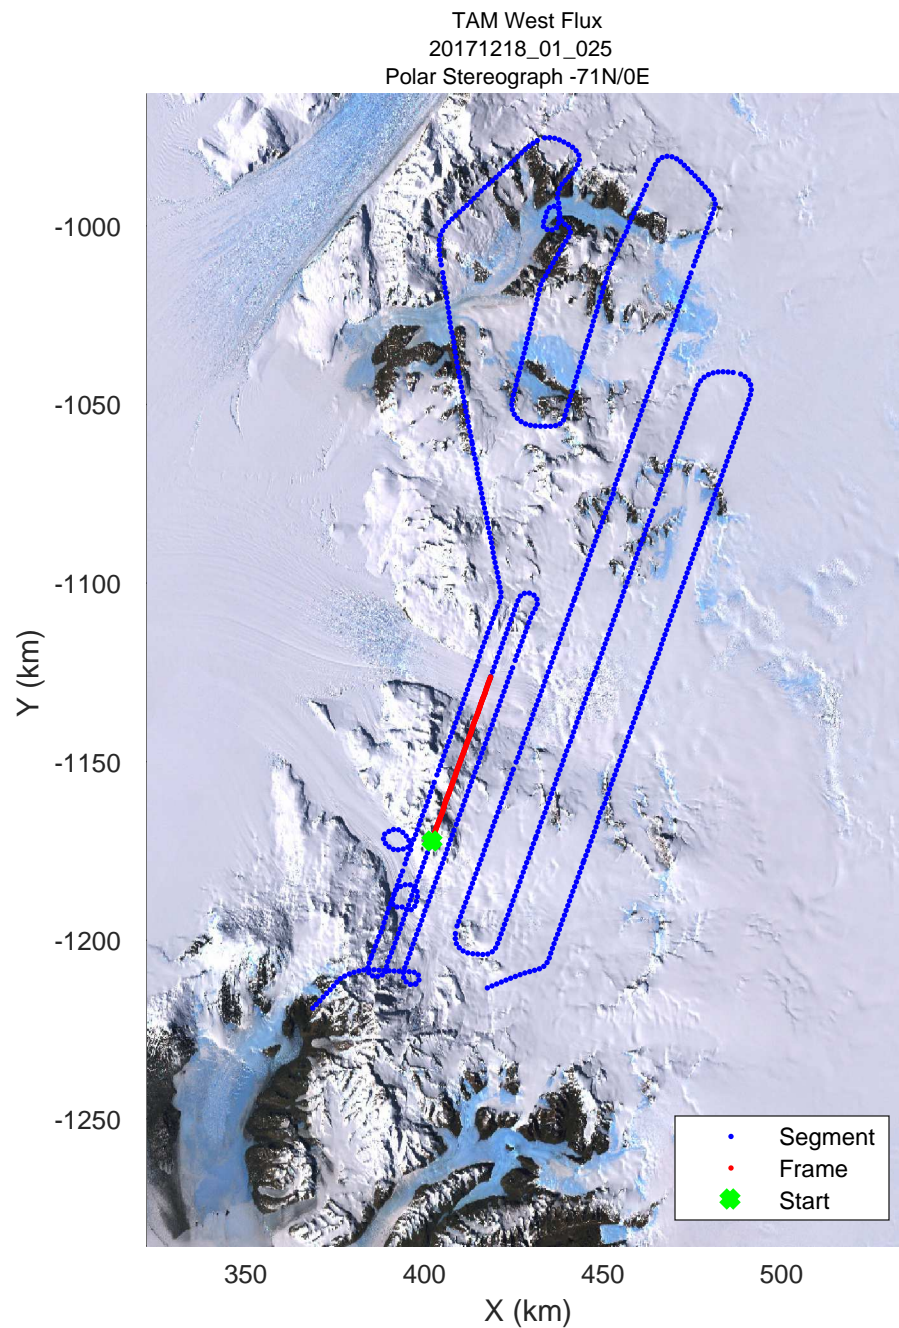 TAM West Flux
20171218_01_025
Polar Stereograph -71N/0E
-1000
-1050
-1100
-1150
-1200
-1250
Y (km)
350
400
450
500
X (km)
Segment
Frame
Start